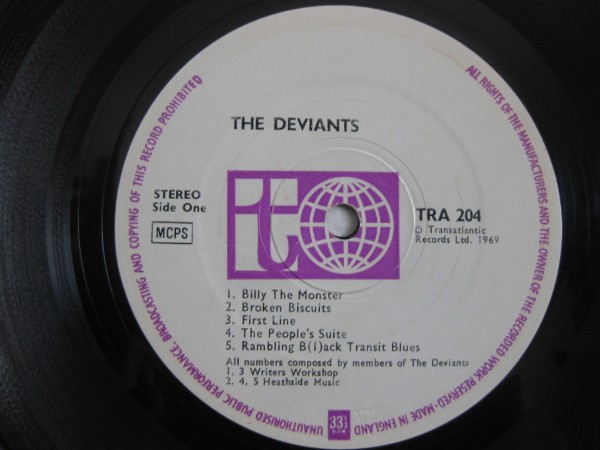 THE DEVIANTS
STEREO
Side One
MCPS
it
TRA 204
© Transatlantic
Records Ltd. 1969
1. Billy The Monster
2. Broken Biscuits
3. First Line
4. The People's Suite
5. Rambling B(l)ack Transit Blues
All numbers composed by members of The Deviants
1. 3 Writers Workshop
2. 4, 5 Heathside Music
33⅓
ALL RIGHTS OF THE MANUFACTURERS AND THE OWNER OF THE RECORDED WORK RESERVED · MADE IN ENGLAND
UNAUTHORISED PUBLIC PERFORMANCE, BROADCASTING AND COPYING OF THIS RECORD PROHIBITED